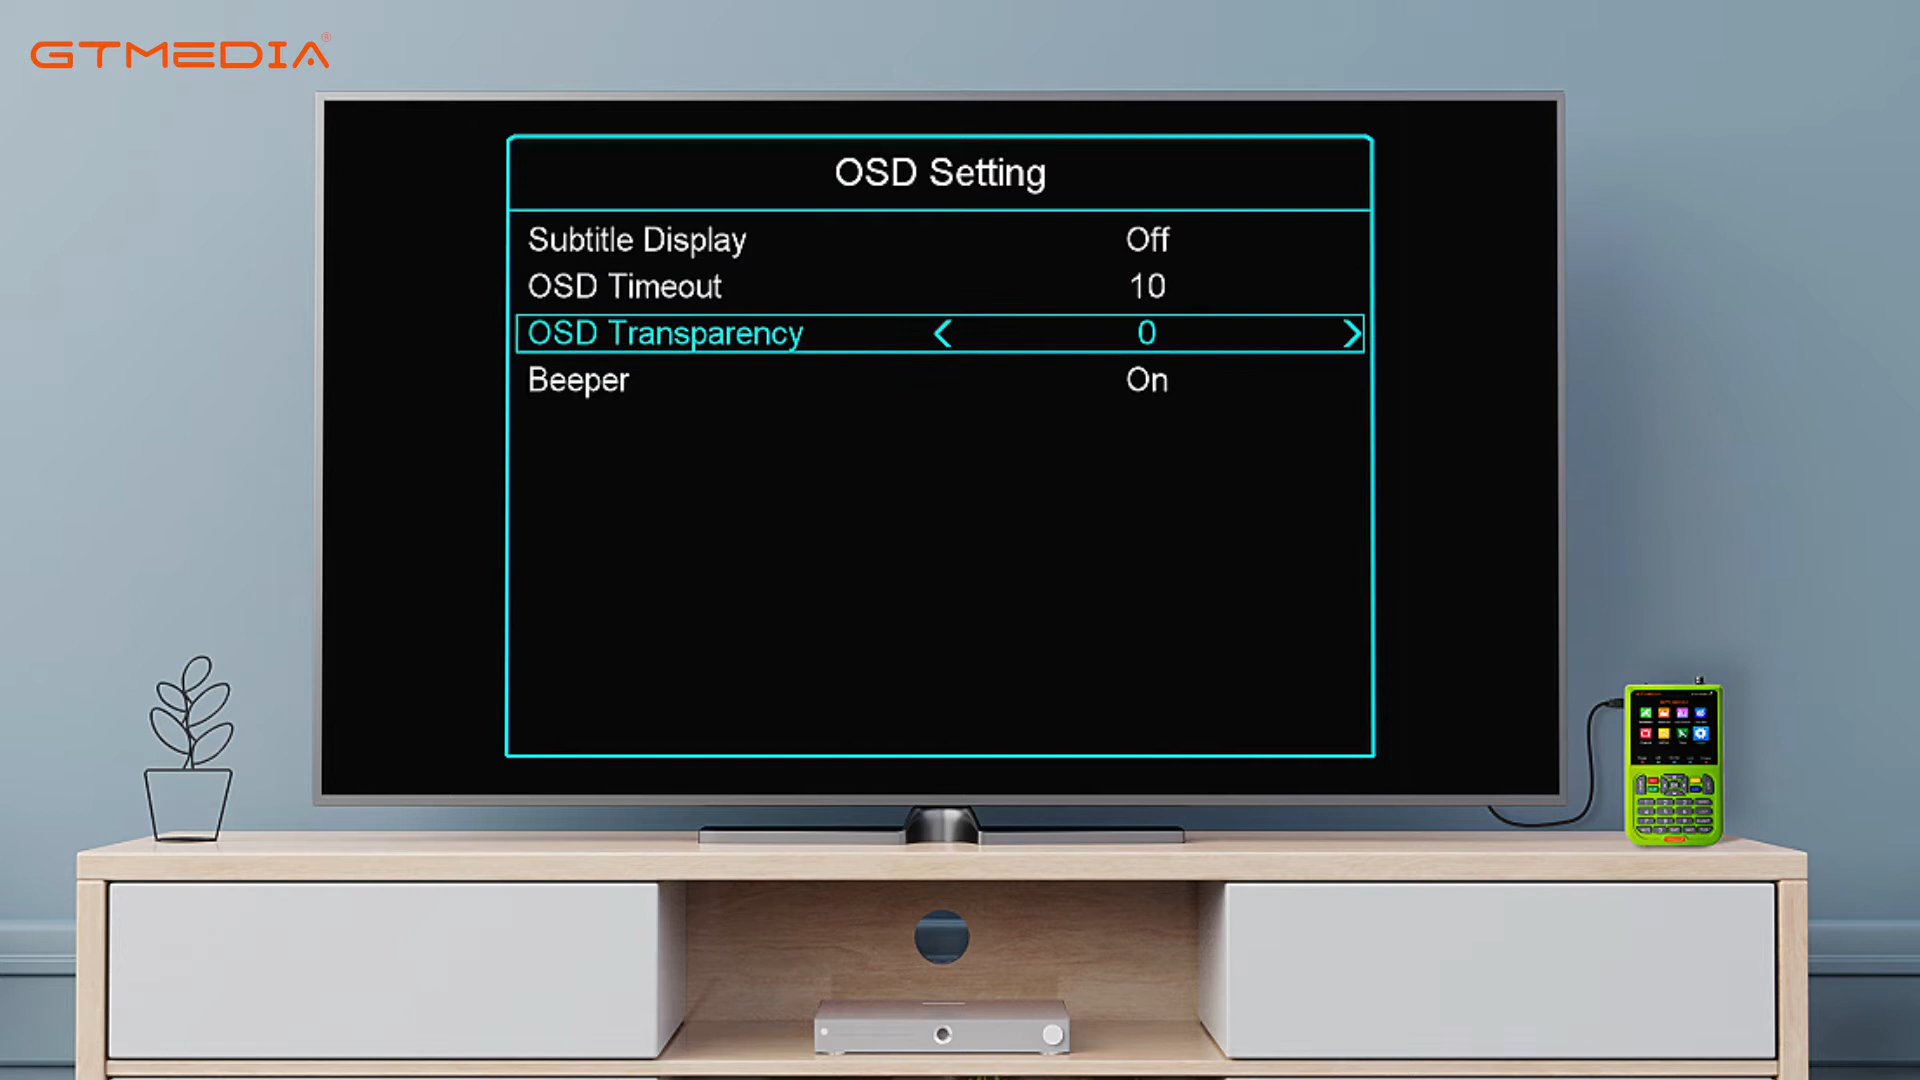 GTMEDIA®
OSD Setting
Subtitle Display Off
OSD Timeout 10
OSD Transparency < 0 >
Beeper On